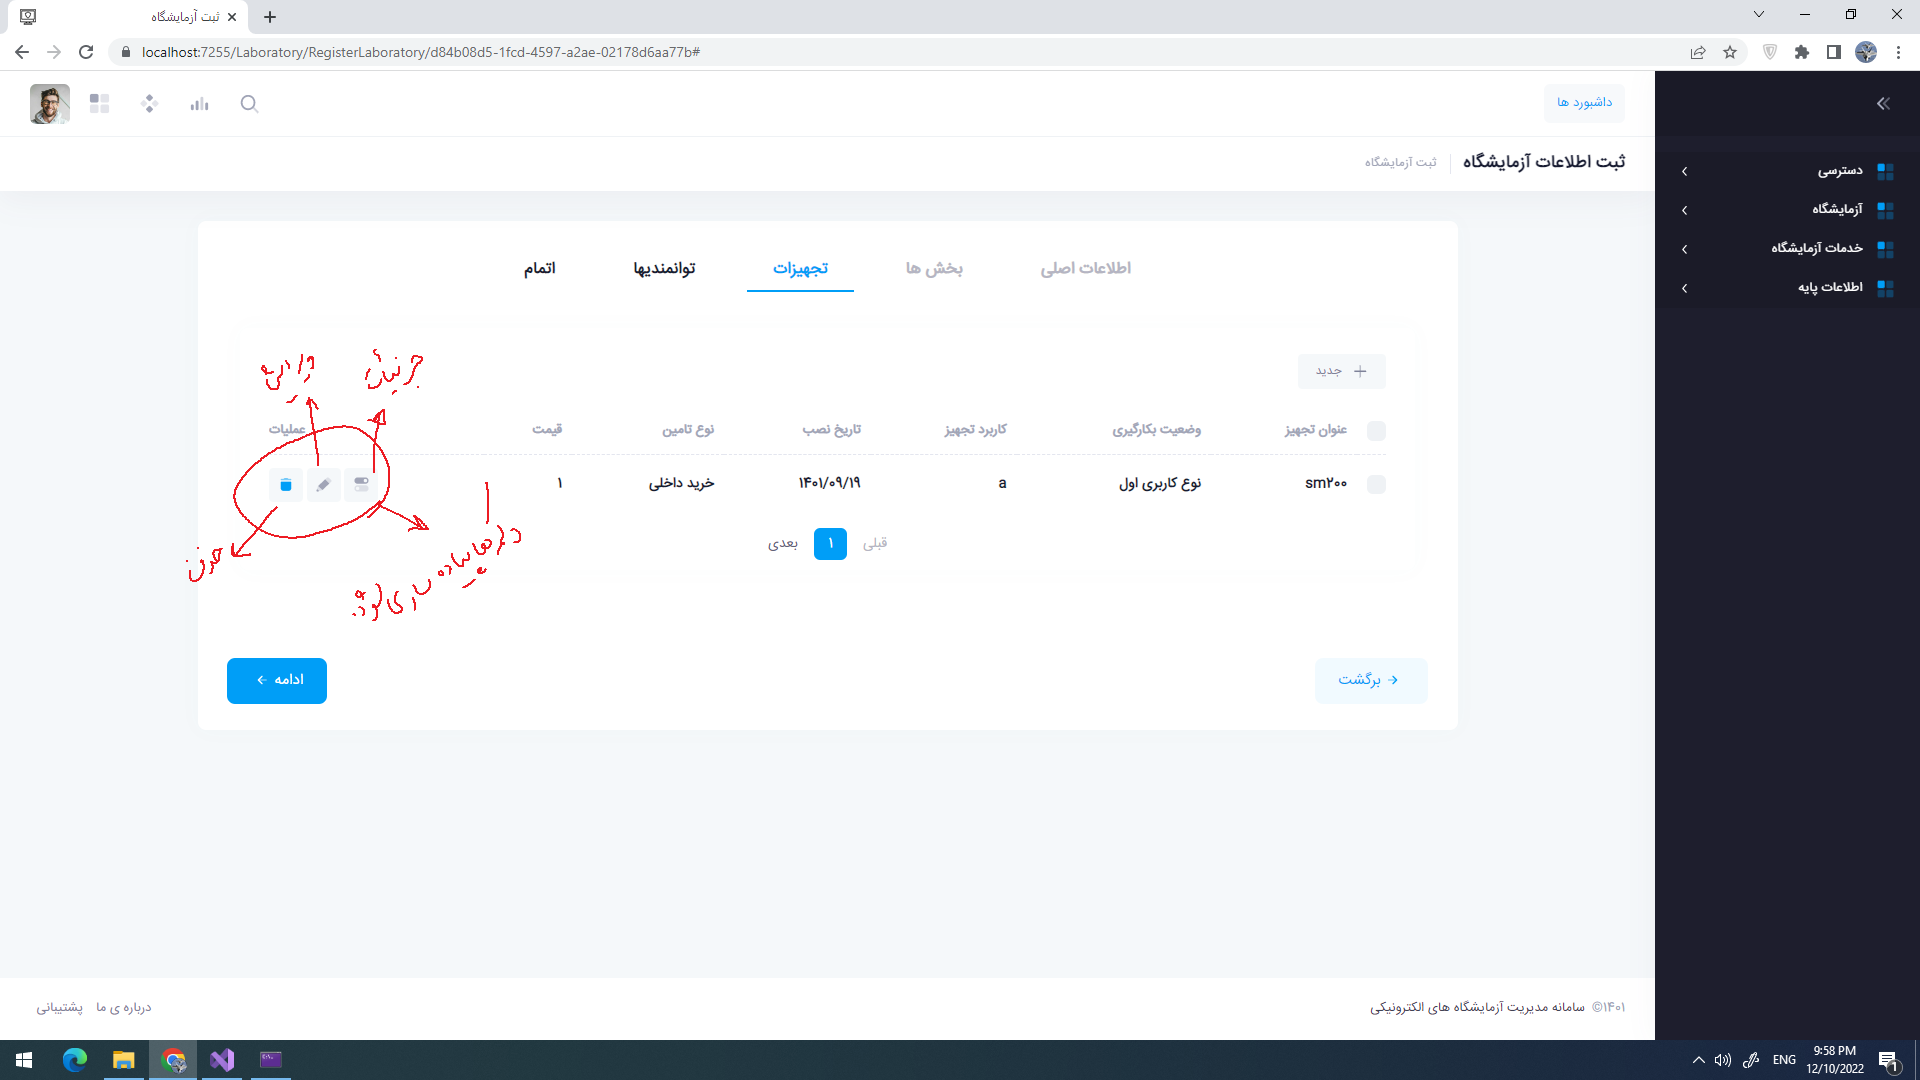 ثبت آزمایشگاه
localhost:7255/Laboratory/RegisterLaboratory/d84b08d5-1fcd-4597-a2ae-02178d6aa77b#
داشبورد ها
ثبت اطلاعات آزمایشگاه
ثبت آزمایشگاه
دسترسی
آزمایشگاه
خدمات آزمایشگاه
اطلاعات پایه
اطلاعات اصلی
بخش ها
تجهیزات
توانمندیها
اتمام
جدید
جزئیات
ویرایش
عنوان تجهیز
وضعیت بکارگیری
کاربرد تجهیز
تاریخ نصب
نوع تامین
قیمت
عملیات
sm۲۰۰
نوع کاربری اول
a
۱۴۰۱/۰۹/۱۹
خرید داخلی
۱
قبلی
۱
بعدی
پیاده سازی شود
حذف
برگشت
ادامه
۱۴۰۱© سامانه مدیریت آزمایشگاه های الکترونیکی
درباره ی ما
پشتیبانی
ENG
9:58 PM
12/10/2022
1